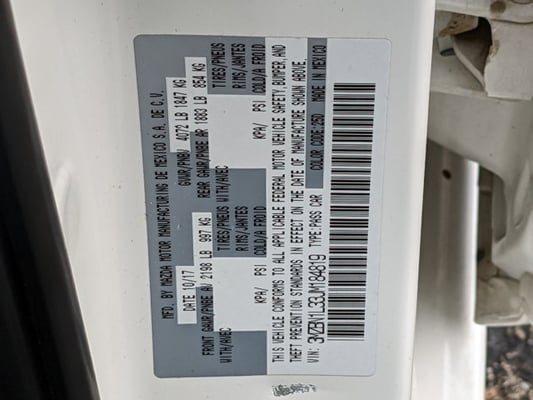 MFD. BY MAZDA MOTOR MANUFACTURING DE MEXICO S.A. DE C.V.
DATE 10/17 GVWR/PNBV 4072 LB 1847 KG
FRONT GAWR/PNBE AV 2198 LB 997 KG REAR GAWR/PNBE AR 1883 LB 854 KG
WITH/AVEC TIRES/PNEUS WITH/AVEC TIRES/PNEUS
RIMS/JANTES RIMS/JANTES
COLD/A FROID COLD/A FROID
KPA/ PSI KPA/ PSI
THIS VEHICLE CONFORMS TO ALL APPLICABLE FEDERAL MOTOR VEHICLE SAFETY, BUMPER, AND
THEFT PREVENTION STANDARDS IN EFFECT ON THE DATE OF MANUFACTURE SHOWN ABOVE.
VIN: 3MZBN1L33JM184819 TYPE: PASS CAR COLOR CODE: 25D MADE IN MEXICO